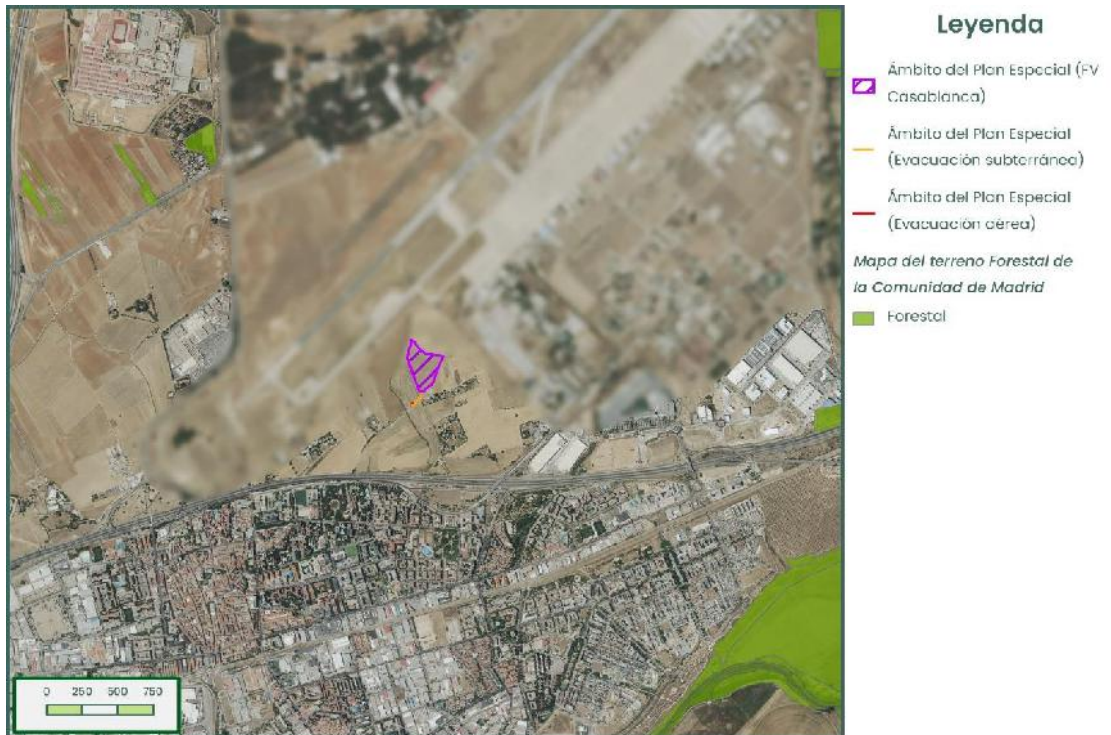 Leyenda
Ámbito del Plan Especial (FV
Casablanca)
Ámbito del Plan Especial
(Evacuación subterránea)
Ámbito del Plan Especial
(Evacuación aérea)
Mapa del terreno Forestal de
la Comunidad de Madrid
Forestal
0 250 500 750